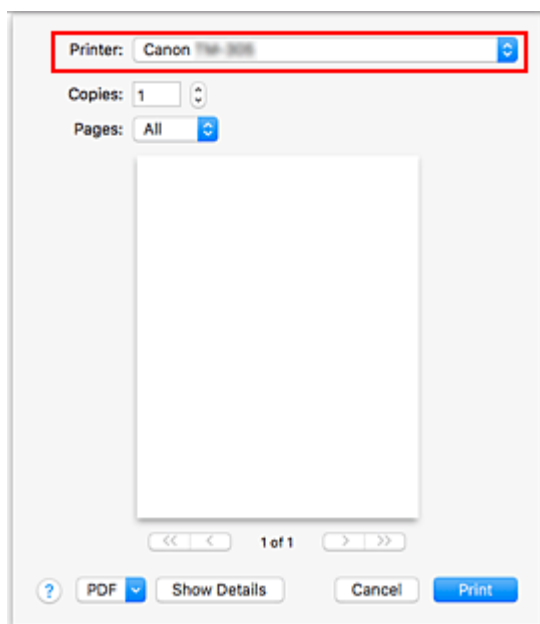 Printer: Canon
Copies: 1
Pages: All
<< < 1 of 1 > >>
? PDF Show Details Cancel Print